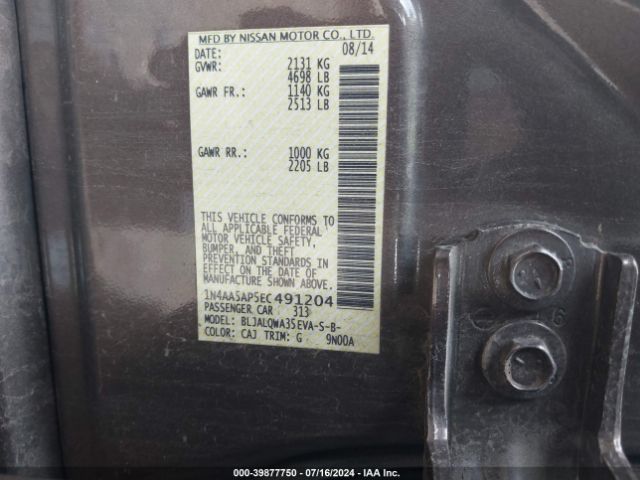 MFD BY NISSAN MOTOR CO., LTD.
DATE: 08/14
GVWR: 2131 KG
4698 LB
GAWR FR.: 1140 KG
2513 LB
GAWR RR.: 1000 KG
2205 LB
THIS VEHICLE CONFORMS TO
ALL APPLICABLE FEDERAL
MOTOR VEHICLE SAFETY,
BUMPER, AND THEFT
PREVENTION STANDARDS IN
EFFECT ON THE DATE OF
MANUFACTURE SHOWN ABOVE.
1N4AA5AP5EC491204
PASSENGER CAR 313
MODEL: BLJALQWA35EVA-S-B-
COLOR: CAJ TRIM: G 9N00A
000-39877750 - 07/16/2024 - IAA Inc.